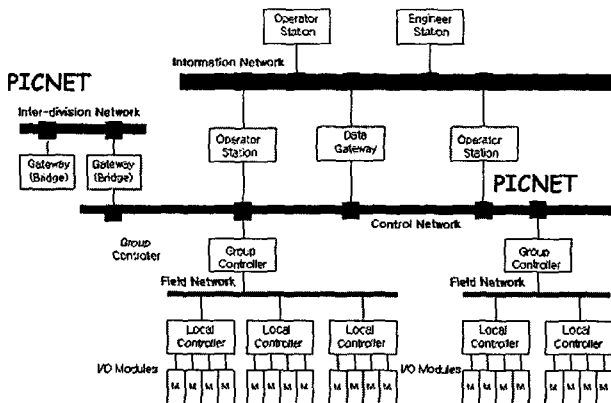 Operator
Station
Engineer
Station
Information Network
PICNET
Inter-division Network
Gateway
(Bridge)
Gateway
(Bridge)
Operator
Station
Data
Gateway
Operator
Station
PICNET
Control Network
Group
Controller
Group
Controller
Group
Controller
Field Network
Field Network
Local
Controller
Local
Controller
Local
Controller
Local
Controller
Local
Controller
I/O Modules
M M M M
M M M M
M M M M
I/O Modules
M M M M
M M M M